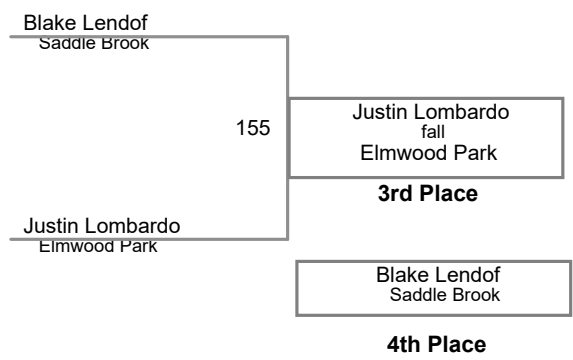 Blake Lendof
Saddle Brook
155
Justin Lombardo
fall
Elmwood Park
3rd Place
Justin Lombardo
Elmwood Park
Blake Lendof
Saddle Brook
4th Place